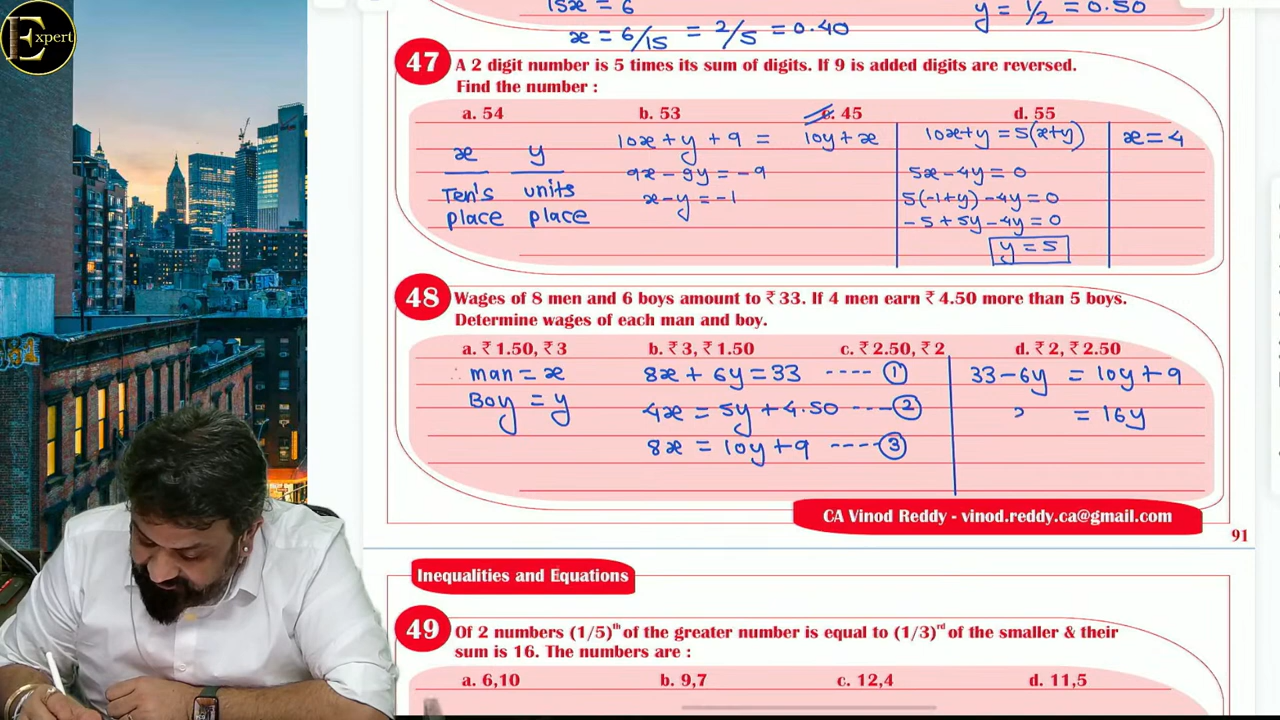 Expert
15x = 6
x = 6/15 = 2/5 = 0.40
y = 1/2 = 0.50
47 A 2 digit number is 5 times its sum of digits. If 9 is added digits are reversed.
Find the number :
a. 54 b. 53 c. 45 d. 55
x y
Ten's units
place place
10x + y + 9 = 10y + x
9x - 9y = -9
x - y = -1
10x + y = 5(x+y)
5x - 4y = 0
5(-1+y) - 4y = 0
-5 + 5y - 4y = 0
y = 5
x = 4
48 Wages of 8 men and 6 boys amount to ₹ 33. If 4 men earn ₹ 4.50 more than 5 boys.
Determine wages of each man and boy.
a. ₹ 1.50, ₹ 3 b. ₹ 3, ₹ 1.50 c. ₹ 2.50, ₹ 2 d. ₹ 2, ₹ 2.50
man = x
Boy = y
8x + 6y = 33 ---- 1
4x = 5y + 4.50 --- 2
8x = 10y + 9 ---- 3
33 - 6y = 10y + 9
= 16y
CA Vinod Reddy - vinod.reddy.ca@gmail.com
91
Inequalities and Equations
49 Of 2 numbers (1/5)th of the greater number is equal to (1/3)rd of the smaller & their
sum is 16. The numbers are :
a. 6,10 b. 9,7 c. 12,4 d. 11,5